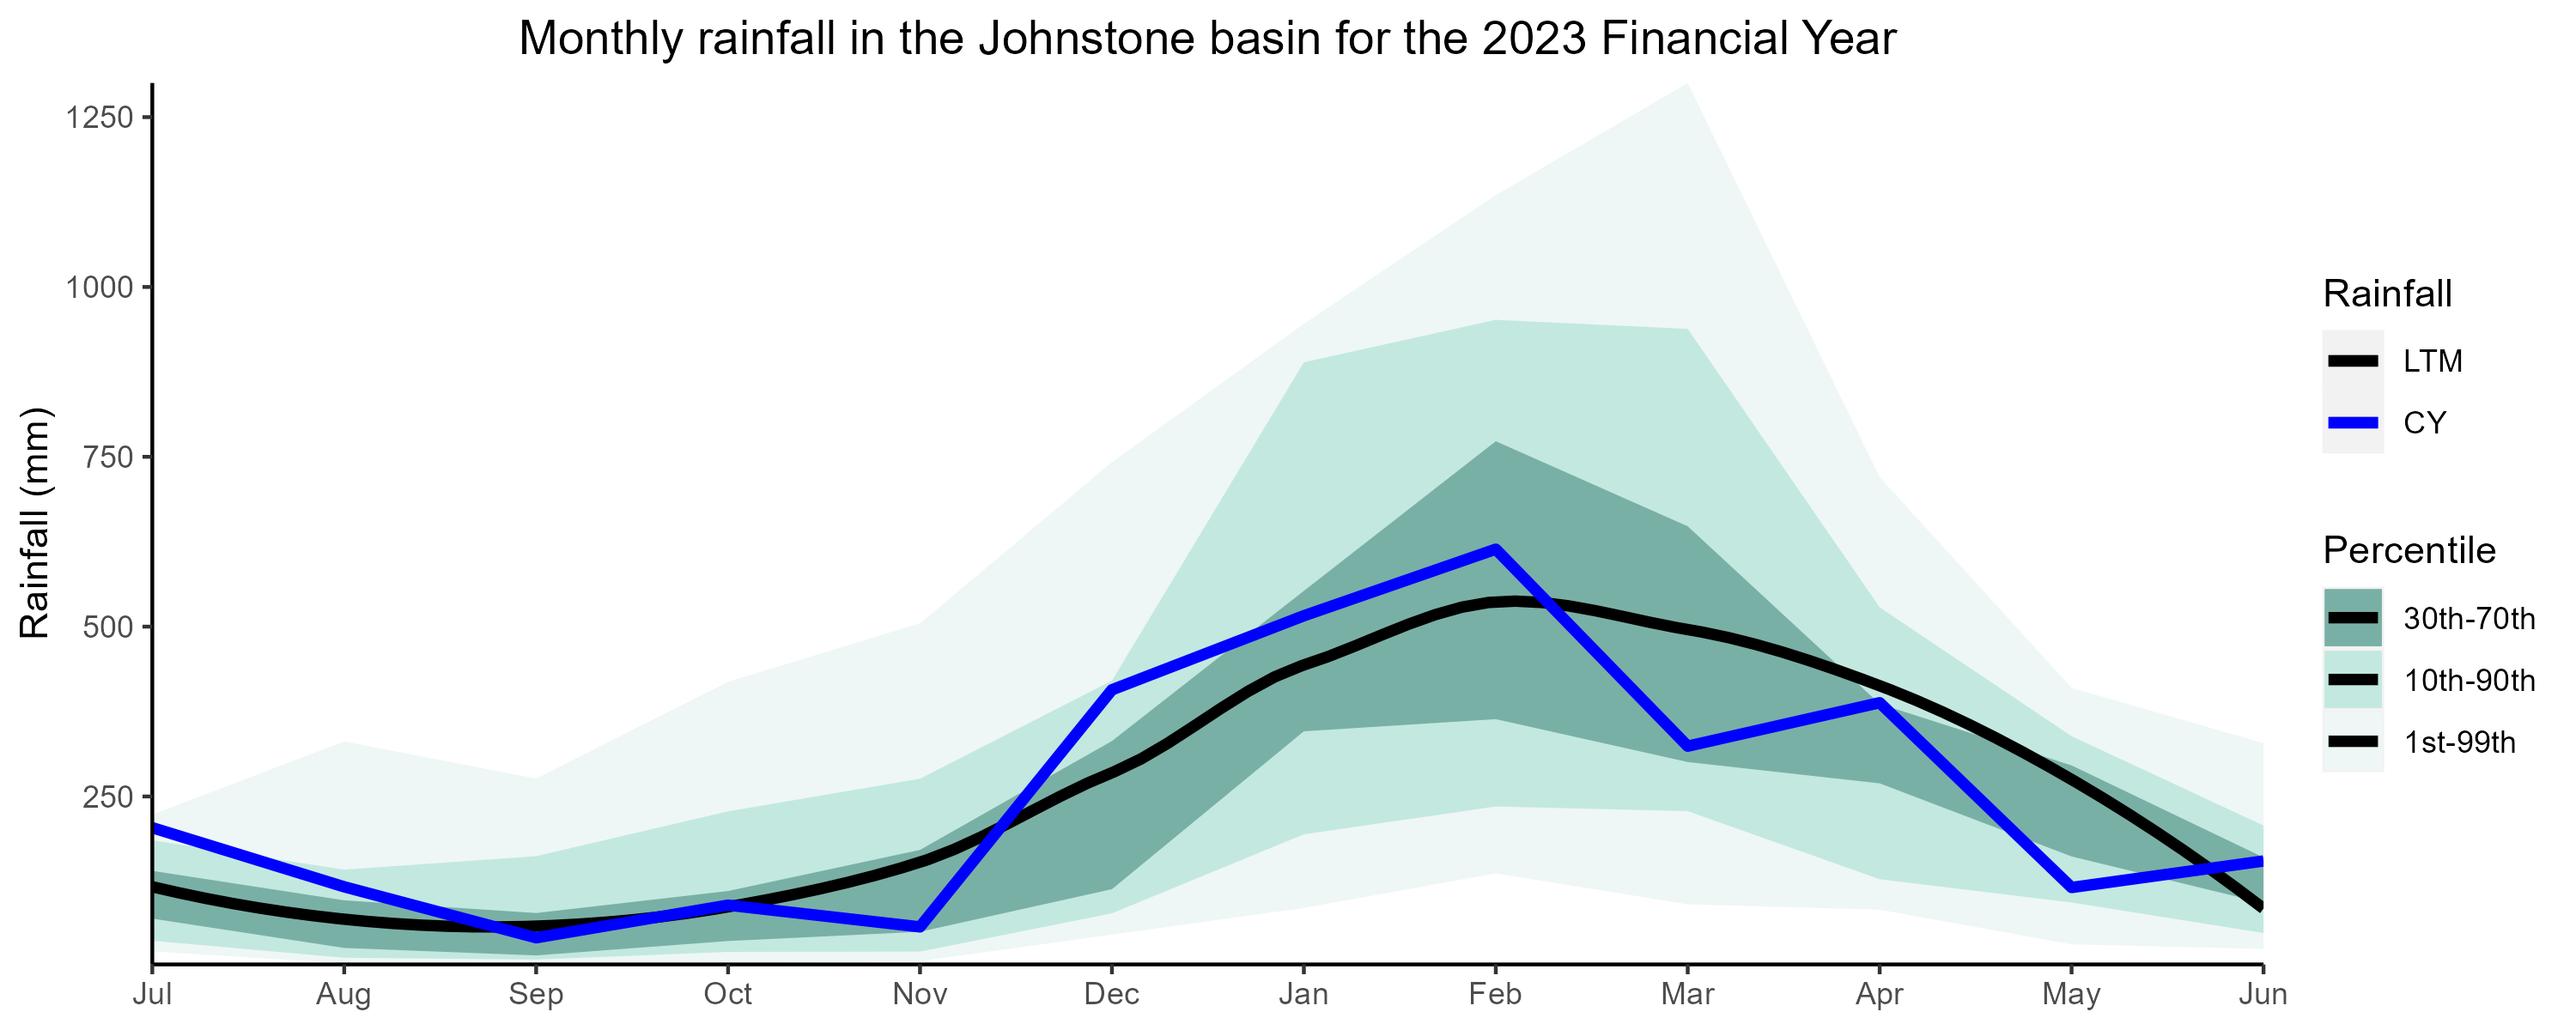 Monthly rainfall in the Johnstone basin for the 2023 Financial Year
Rainfall (mm)
1250
1000
750
500
250
Jul Aug Sep Oct Nov Dec Jan Feb Mar Apr May Jun
Rainfall
LTM
CY
Percentile
30th-70th
10th-90th
1st-99th